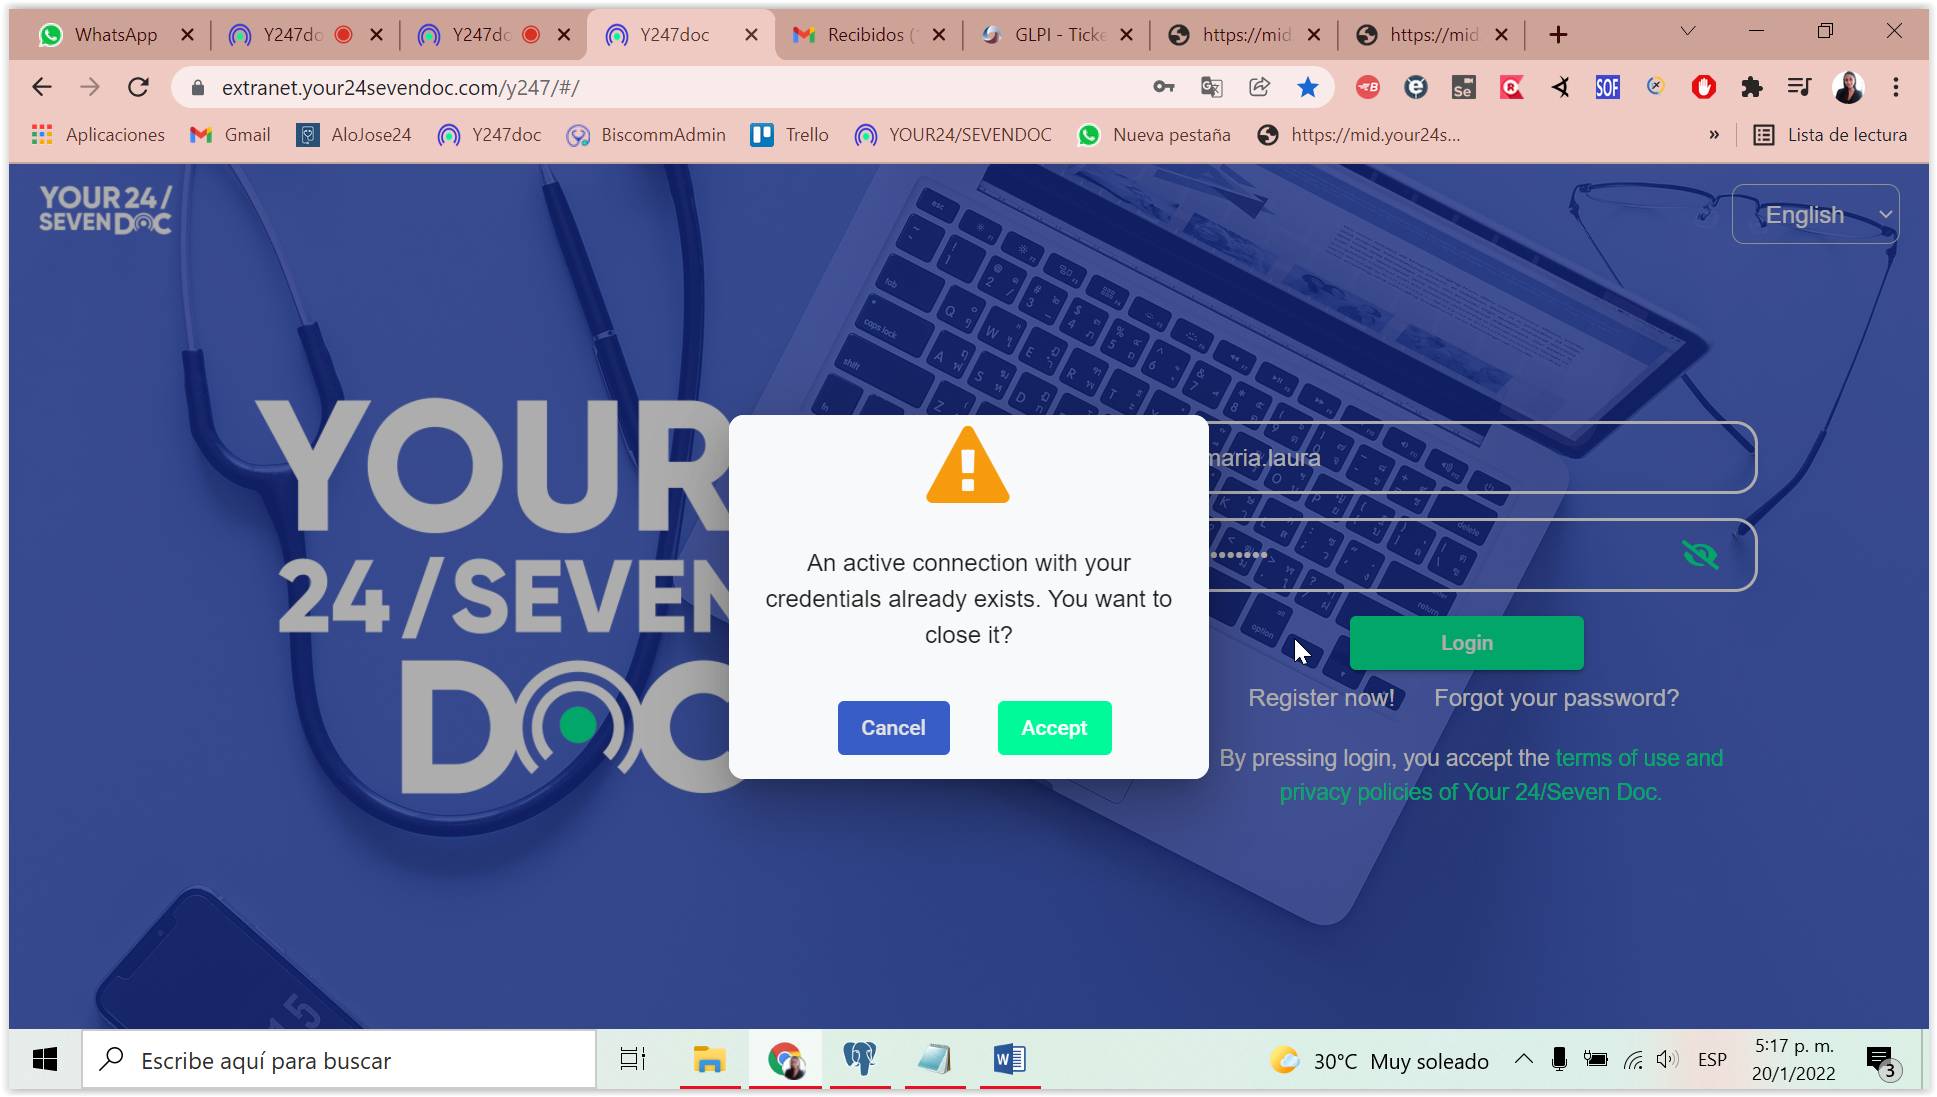 WhatsApp
Y247do
Y247do
Y247doc
Recibidos (
GLPI - Ticke
https://mid
https://mid
extranet.your24sevendoc.com/y247/#/
Aplicaciones
Gmail
AloJose24
Y247doc
BiscommAdmin
Trello
YOUR24/SEVENDOC
Nueva pestaña
https://mid.your24s...
»
Lista de lectura
YOUR 24/
SEVEN DOC
English
YOUR
24/SEVEN
DOC
maria.laura
An active connection with your
credentials already exists. You want to
close it?
Cancel
Accept
Login
Register now!
Forgot your password?
By pressing login, you accept the terms of use and
privacy policies of Your 24/Seven Doc.
Escribe aquí para buscar
30°C Muy soleado
ESP
5:17 p. m.
20/1/2022
3